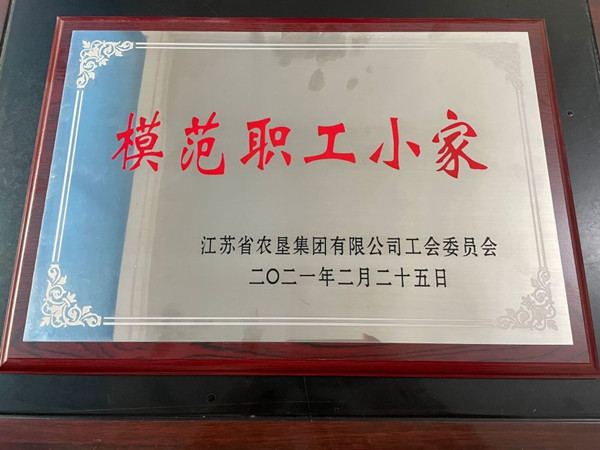 模范职工小家
江苏省农垦集团有限公司工会委员会
二〇二一年二月二十五日